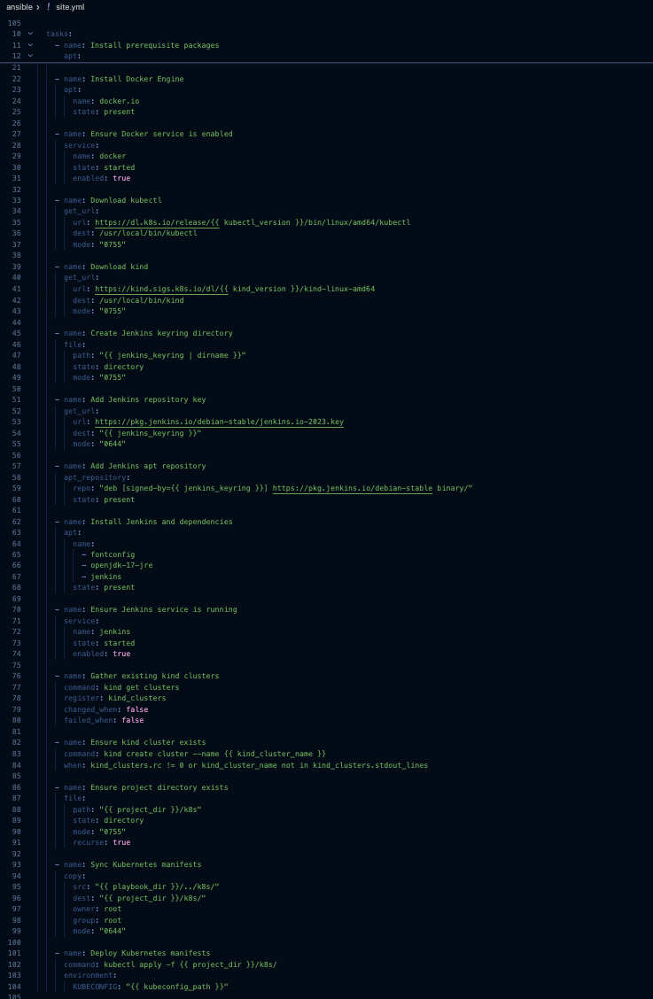 ansible > ! site.yml
105
10 tasks:
11 - name: Install prerequisite packages
12 apt:
21
22 - name: Install Docker Engine
23 apt:
24 name: docker.io
25 state: present
26
27 - name: Ensure Docker service is enabled
28 service:
29 name: docker
30 state: started
31 enabled: true
32
33 - name: Download kubectl
34 get_url:
35 url: https://dl.k8s.io/release/{{ kubectl_version }}/bin/linux/amd64/kubectl
36 dest: /usr/local/bin/kubectl
37 mode: "0755"
38
39 - name: Download kind
40 get_url:
41 url: https://kind.sigs.k8s.io/dl/{{ kind_version }}/kind-linux-amd64
42 dest: /usr/local/bin/kind
43 mode: "0755"
44
45 - name: Create Jenkins keyring directory
46 file:
47 path: "{{ jenkins_keyring | dirname }}"
48 state: directory
49 mode: "0755"
50
51 - name: Add Jenkins repository key
52 get_url:
53 url: https://pkg.jenkins.io/debian-stable/jenkins.io-2023.key
54 dest: "{{ jenkins_keyring }}"
55 mode: "0644"
56
57 - name: Add Jenkins apt repository
58 apt_repository:
59 repo: "deb [signed-by={{ jenkins_keyring }}] https://pkg.jenkins.io/debian-stable binary/"
60 state: present
61
62 - name: Install Jenkins and dependencies
63 apt:
64 name:
65 - fontconfig
66 - openjdk-17-jre
67 - jenkins
68 state: present
69
70 - name: Ensure Jenkins service is running
71 service:
72 name: jenkins
73 state: started
74 enabled: true
75
76 - name: Gather existing kind clusters
77 command: kind get clusters
78 register: kind_clusters
79 changed_when: false
80 failed_when: false
81
82 - name: Ensure kind cluster exists
83 command: kind create cluster --name {{ kind_cluster_name }}
84 when: kind_clusters.rc != 0 or kind_cluster_name not in kind_clusters.stdout_lines
85
86 - name: Ensure project directory exists
87 file:
88 path: "{{ project_dir }}/k8s"
89 state: directory
90 mode: "0755"
91 recurse: true
92
93 - name: Sync Kubernetes manifests
94 copy:
95 src: "{{ playbook_dir }}/../k8s/"
96 dest: "{{ project_dir }}/k8s/"
97 owner: root
98 group: root
99 mode: "0644"
100
101 - name: Deploy Kubernetes manifests
102 command: kubectl apply -f {{ project_dir }}/k8s/
103 environment:
104 KUBECONFIG: "{{ kubeconfig_path }}"
105